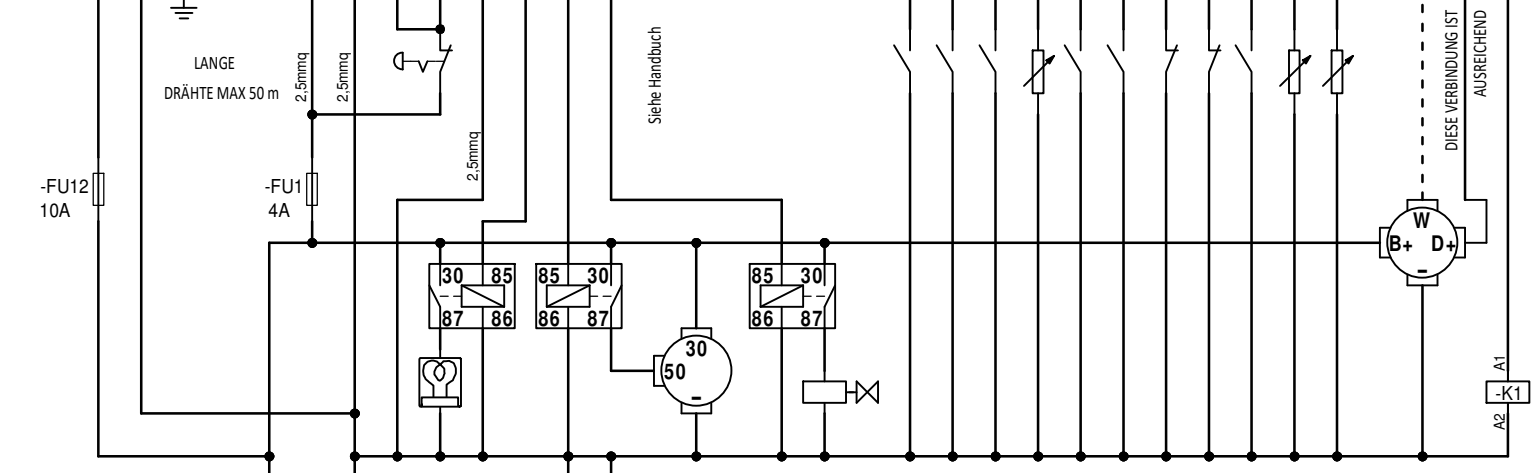 LANGE
DRÄHTE MAX 50 m
2,5mmq
2,5mmq
2,5mmq
Siehe Handbuch
DIESE VERBINDUNG IST
AUSREICHEND
-FU12
10A
-FU1
4A
W
B+ D+
-
30 85
87 86
85 30
86 87
85 30
86 87
30
50
-
A1
-K1
A2